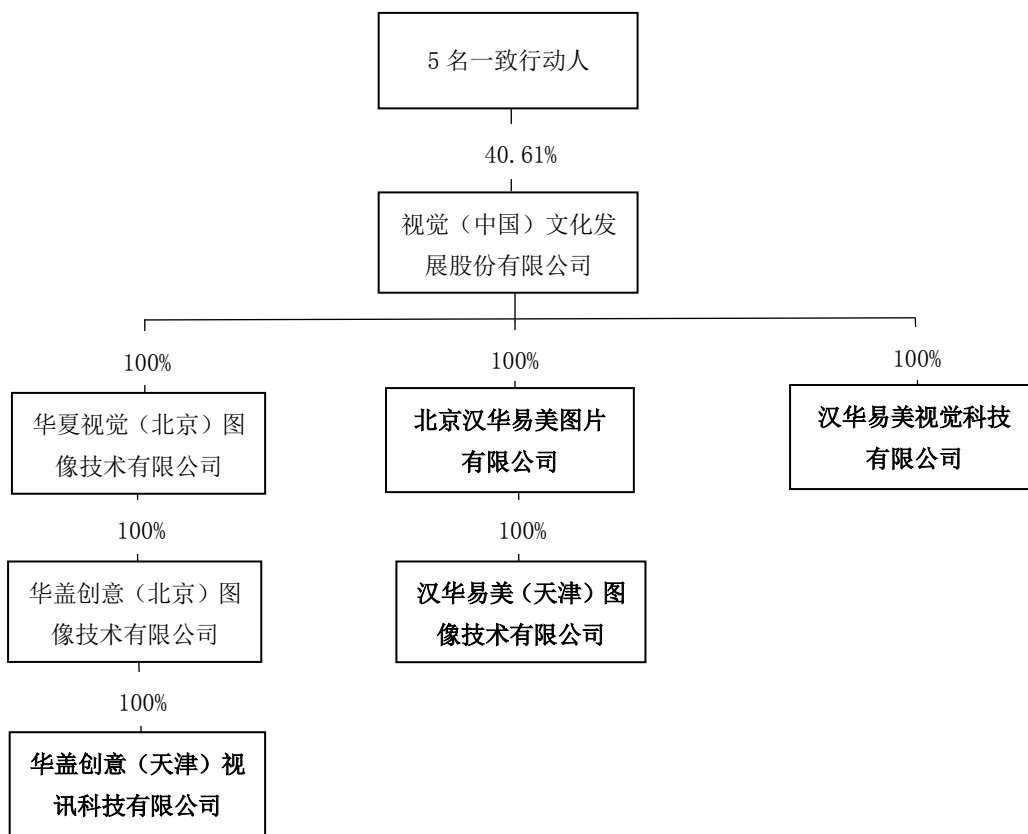 5 名一致行动人
40.61%
视觉（中国）文化发
展股份有限公司
100%
100%
100%
华夏视觉（北京）图
像技术有限公司
北京汉华易美图片
有限公司
汉华易美视觉科技
有限公司
100%
100%
华盖创意（北京）图
像技术有限公司
汉华易美（天津）图
像技术有限公司
100%
华盖创意（天津）视
讯科技有限公司